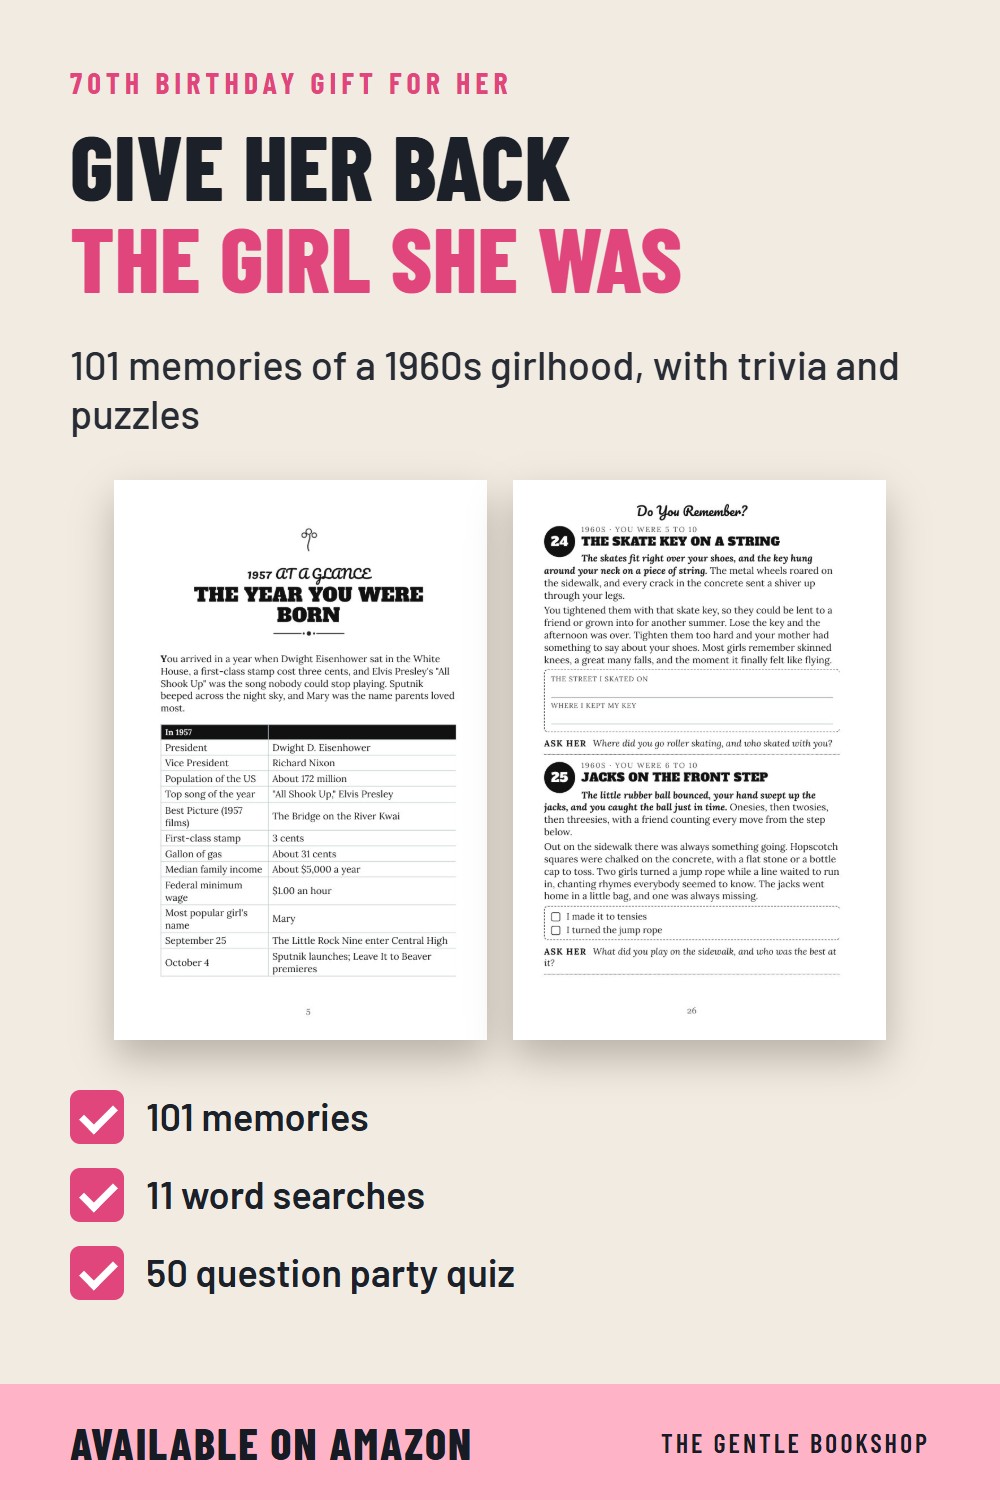 70TH BIRTHDAY GIFT FOR HER
GIVE HER BACK
THE GIRL SHE WAS
101 memories of a 1960s girlhood, with trivia and
puzzles
1957 AT A GLANCE
THE YEAR YOU WERE
BORN
You arrived in a year when Dwight Eisenhower sat in the White
House, a first-class stamp cost three cents, and Elvis Presley's "All
Shook Up" was the song nobody could stop playing. Sputnik
beeped across the night sky, and Mary was the name parents loved
most.
In 1957
President Dwight D. Eisenhower
Vice President Richard Nixon
Population of the US About 172 million
Top song of the year "All Shook Up," Elvis Presley
Best Picture (1957
films) The Bridge on the River Kwai
First-class stamp 3 cents
Gallon of gas About 31 cents
Median family income About $5,000 a year
Federal minimum
wage $1.00 an hour
Most popular girl's
name Mary
September 25 The Little Rock Nine enter Central High
October 4 Sputnik launches; Leave It to Beaver
premieres
5
Do You Remember?
24
1960S · YOU WERE 5 TO 10
THE SKATE KEY ON A STRING
The skates fit right over your shoes, and the key hung
around your neck on a piece of string. The metal wheels roared on
the sidewalk, and every crack in the concrete sent a shiver up
through your legs.
You tightened them with that skate key, so they could be lent to a
friend or grown into for another summer. Lose the key and the
afternoon was over. Tighten them too hard and your mother had
something to say about your shoes. Most girls remember skinned
knees, a great many falls, and the moment it finally felt like flying.
THE STREET I SKATED ON
WHERE I KEPT MY KEY
ASK HER Where did you go roller skating, and who skated with you?
25
1960S · YOU WERE 6 TO 10
JACKS ON THE FRONT STEP
The little rubber ball bounced, your hand swept up the
jacks, and you caught the ball just in time. Onesies, then twosies,
then threesies, with a friend counting every move from the step
below.
Out on the sidewalk there was always something going. Hopscotch
squares were chalked on the concrete, with a flat stone or a bottle
cap to toss. Two girls turned a jump rope while a line waited to run
in, chanting rhymes everybody seemed to know. The jacks went
home in a little bag, and one was always missing.
I made it to tensies
I turned the jump rope
ASK HER What did you play on the sidewalk, and who was the best at
it?
26
101 memories
11 word searches
50 question party quiz
AVAILABLE ON AMAZON
THE GENTLE BOOKSHOP